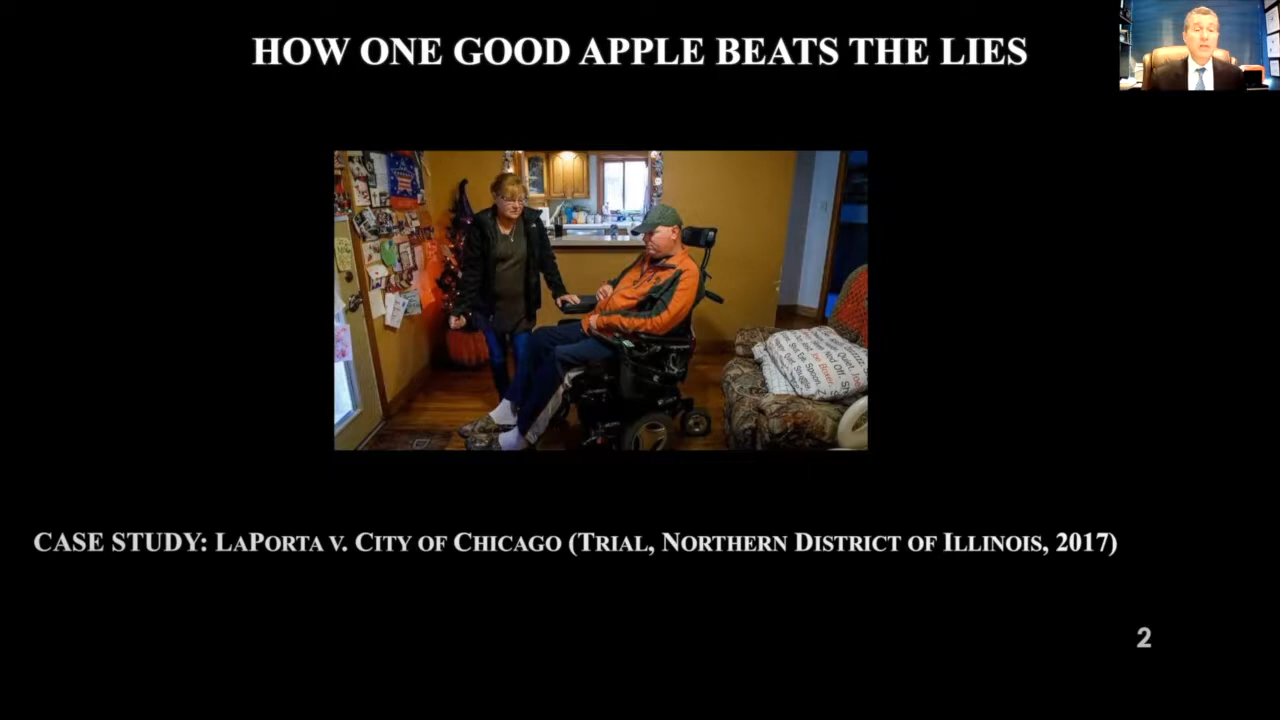 HOW ONE GOOD APPLE BEATS THE LIES
CASE STUDY: LAPORTA V. CITY OF CHICAGO (TRIAL, NORTHERN DISTRICT OF ILLINOIS, 2017)
2